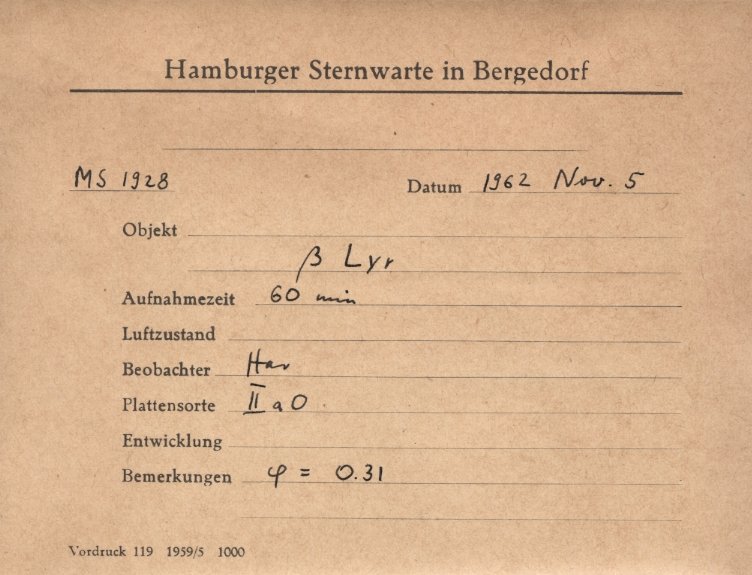 Hamburger Sternwarte in Bergedorf
MS 1928 Datum 1962 Nov. 5
Objekt
β Lyr
Aufnahmezeit 60 min
Luftzustand
Beobachter Har
Plattensorte II a O
Entwicklung
Bemerkungen φ = 0.31
Vordruck 119 1959/5 1000